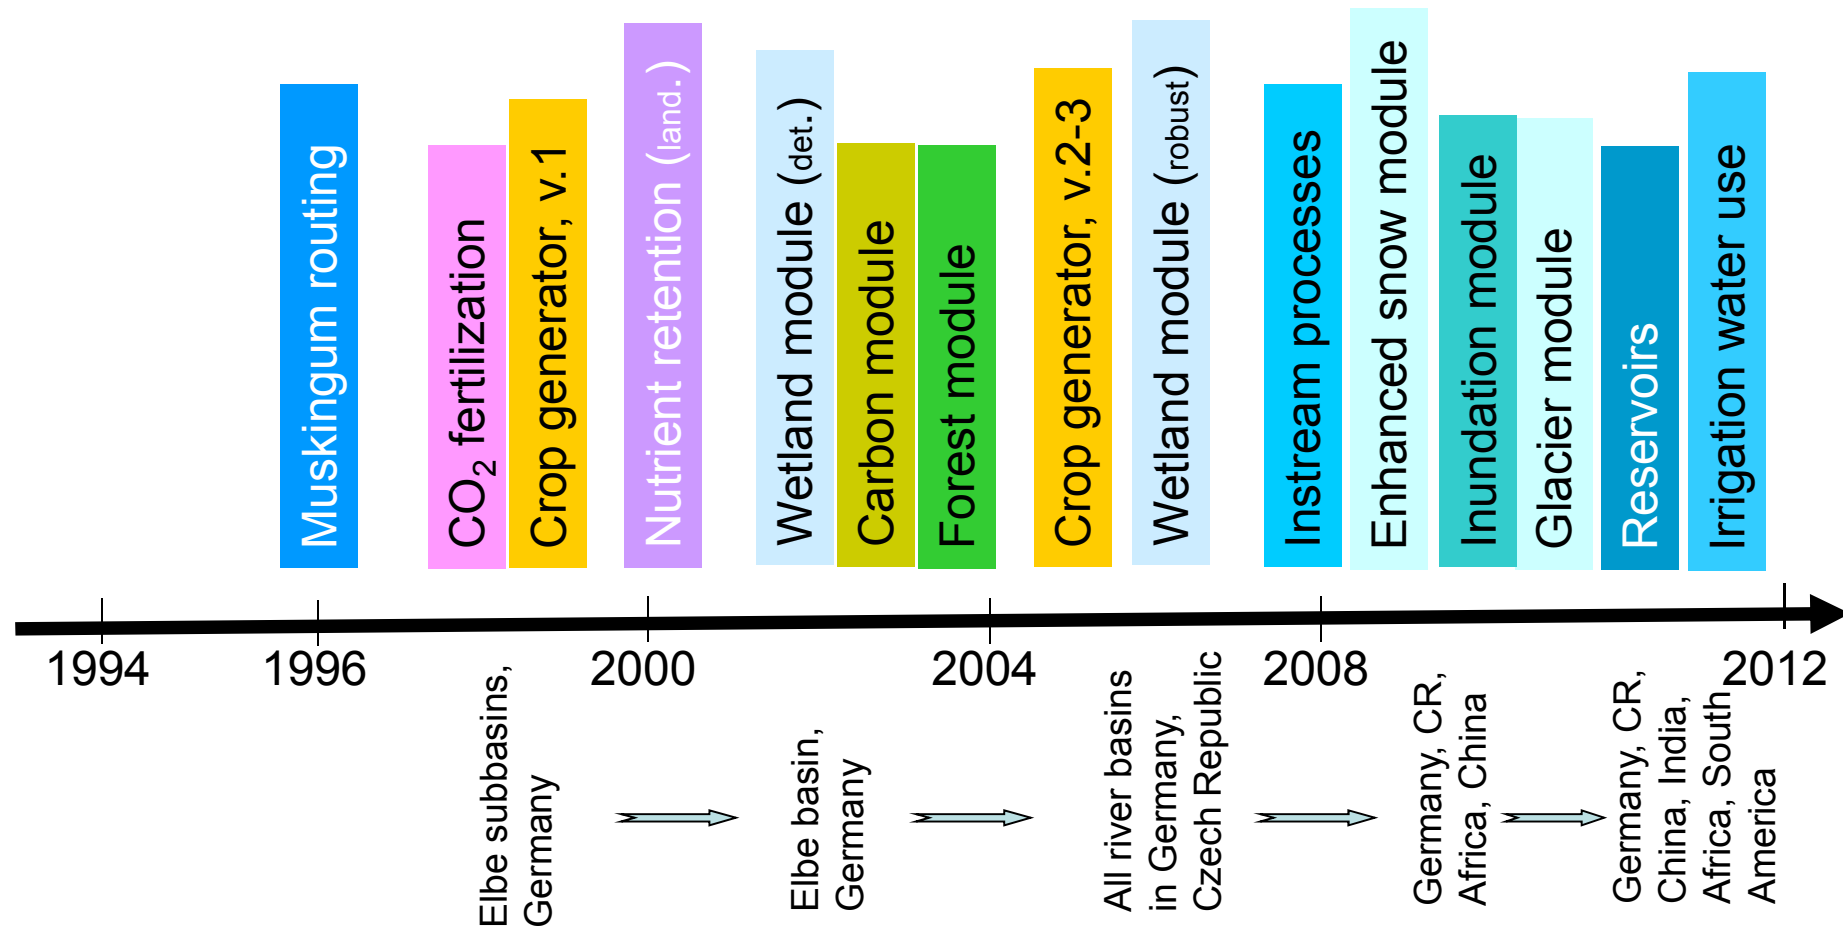 Muskingum routing
CO₂ fertilization
Crop generator, v.1
Nutrient retention (land.)
Wetland module (det.)
Carbon module
Forest module
Crop generator, v.2-3
Wetland module (robust)
Instream processes
Enhanced snow module
Inundation module
Glacier module
Reservoirs
Irrigation water use
1994
1996
2000
2004
2008
2012
Elbe subbasins,
Germany
Elbe basin,
Germany
All river basins
in Germany,
Czech Republic
Germany, CR,
Africa, China
Germany, CR,
China, India,
Africa, South
America